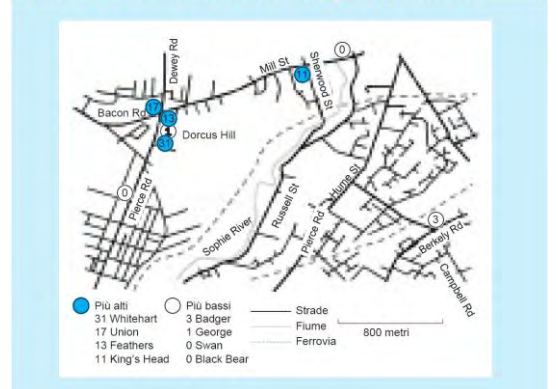 Dewey Rd
0
Mill St
11
Sherwood St
17
Bacon Rd
13
1
Dorcus Hill
31
0
Pierce Rd
Hume St
Russell St
Sophie River
Pierce Rd
3
Berkely Rd
Campbell Rd
Più alti
31 Whitehart
17 Union
13 Feathers
11 King's Head
Più bassi
3 Badger
1 George
0 Swan
0 Black Bear
Strade
Fiume
Ferrovia
800 metri